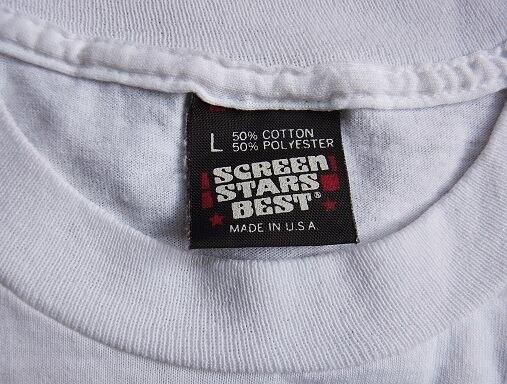 L 50% COTTON
50% POLYESTER
SCREEN
STARS
BEST®
MADE IN U.S.A.